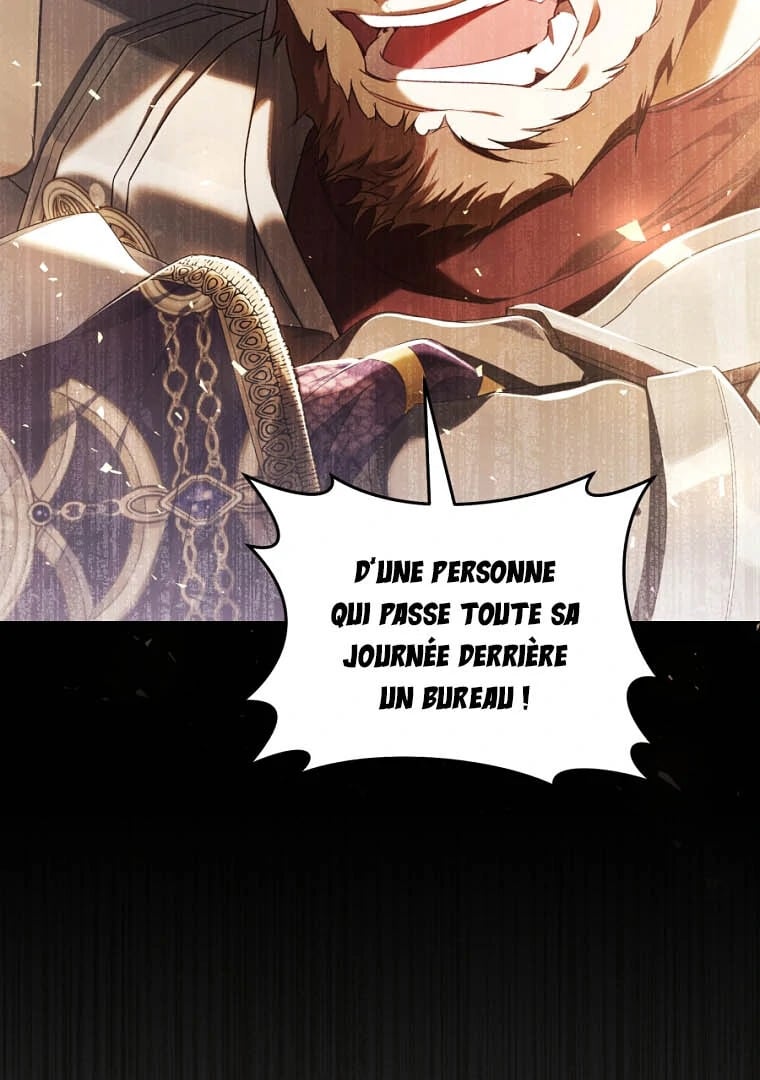 D'UNE PERSONNE
QUI PASSE TOUTE SA
JOURNÉE DERRIÈRE
UN BUREAU !